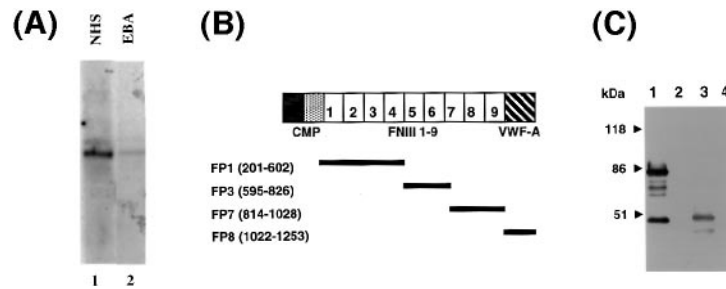 (A)
NHS
EBA
1 2
(B)
1 2 3 4 5 6 7 8 9
CMP FNIII 1-9 VWF-A
FP1 (201-602)
FP3 (595-826)
FP7 (814-1028)
FP8 (1022-1253)
(C)
kDa 1 2 3 4
118
86
51